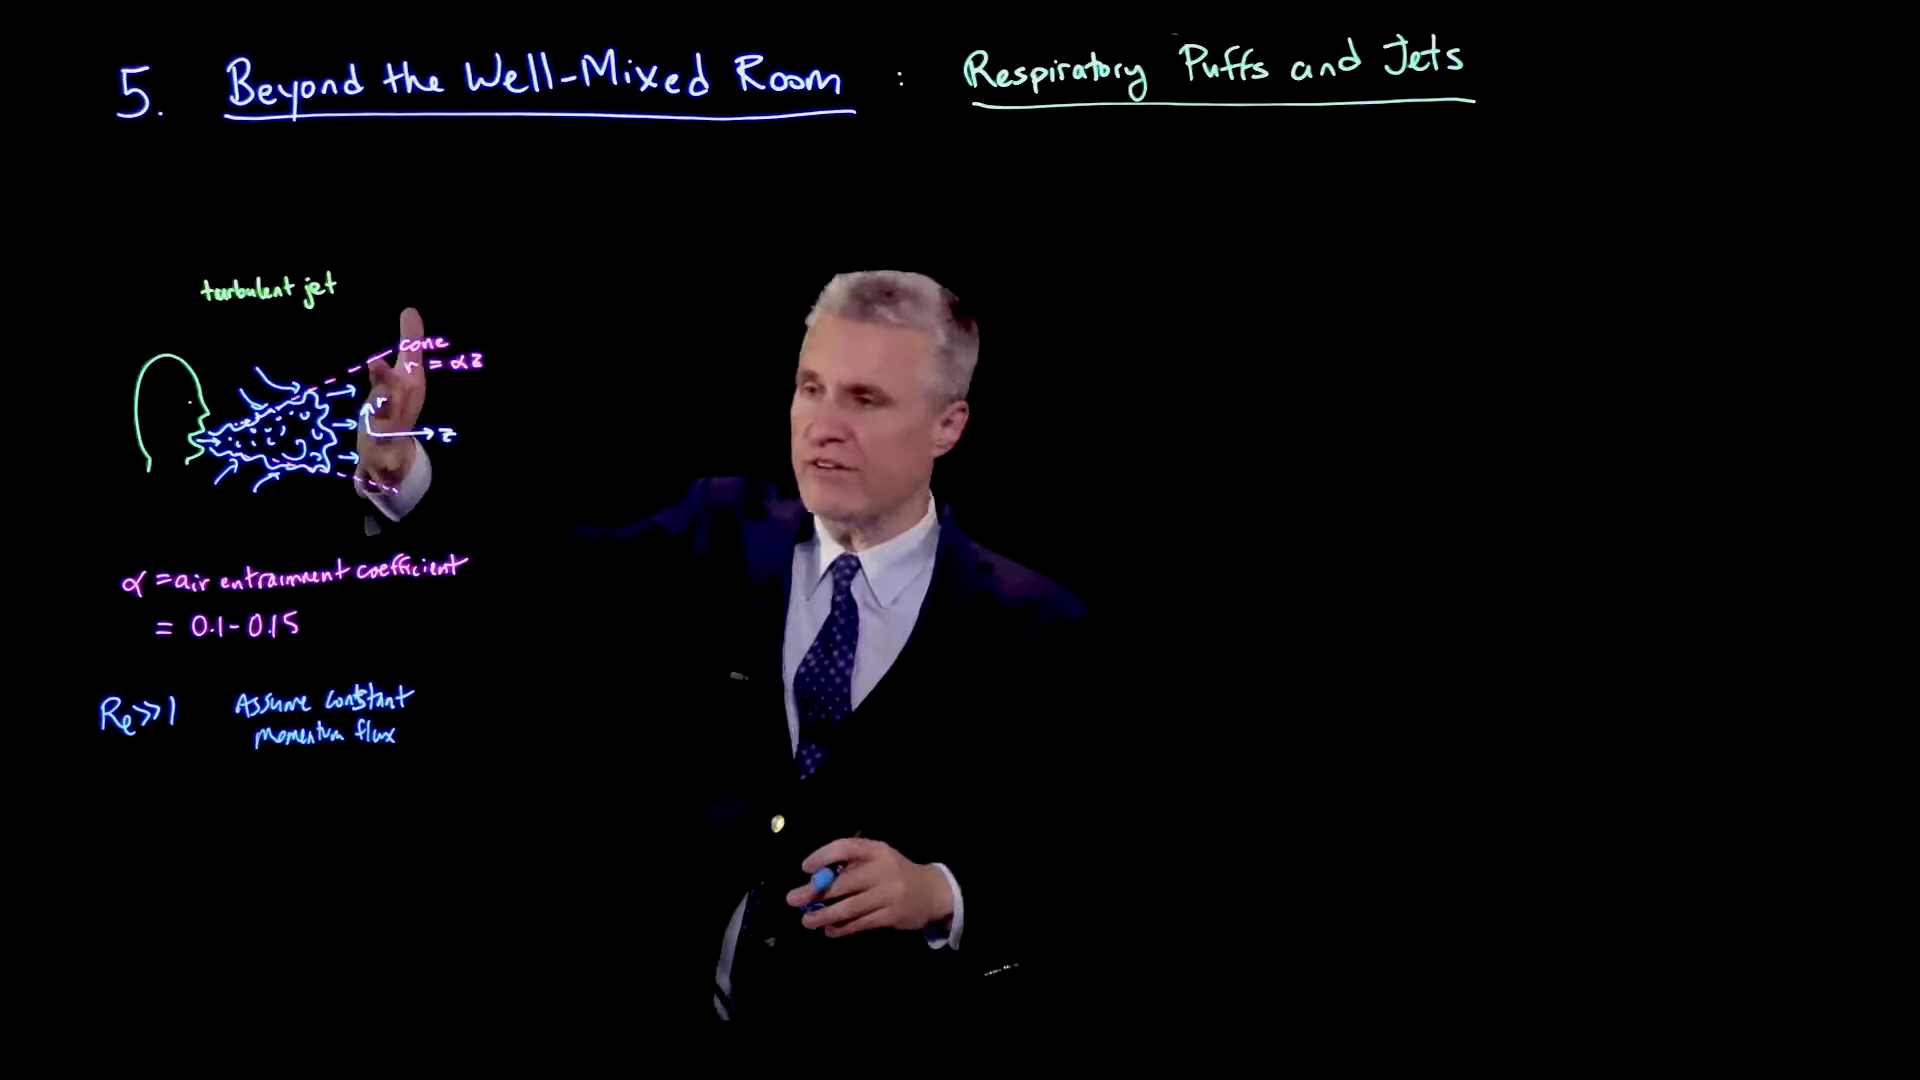 5. Beyond the Well-Mixed Room : Respiratory Puffs and Jets
turbulent jet
cone
r = αz
r
z
α = air entrainment coefficient
= 0.1-0.15
Re >> 1 Assume constant
momentum flux